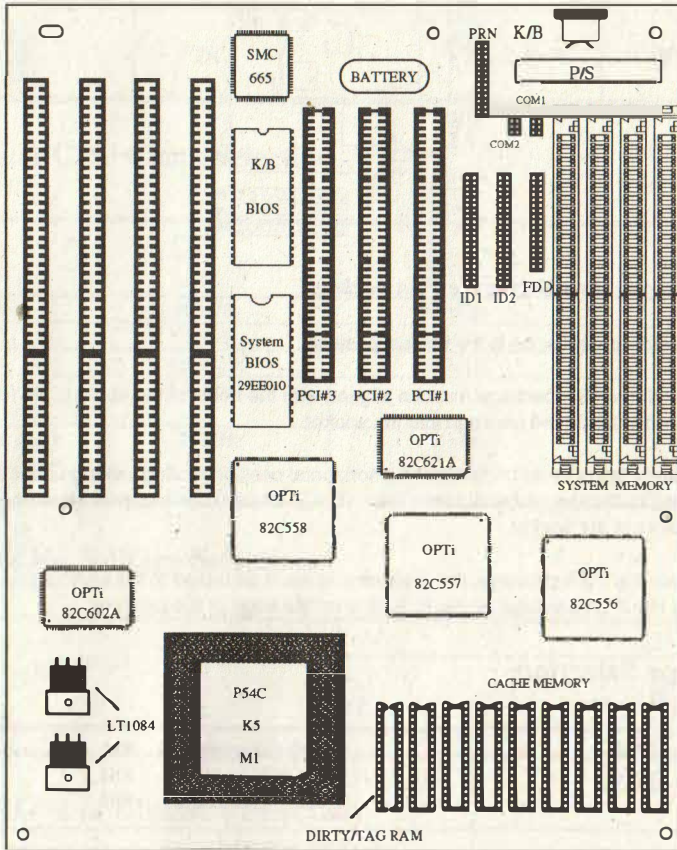 PRN K/B
SMC
665
BATTERY
P/S
COM1
COM2
K/B
BIOS
ID1 ID2 FDD
System
BIOS
29EE010
PCI#3 PCI#2 PCI#1
OPTi
82C621A
SYSTEM MEMORY
OPTi
82C558
OPTi
82C557
OPTi
82C556
OPTi
82C602A
P54C
K5
M1
LT1084
CACHE MEMORY
DIRTY/TAG RAM